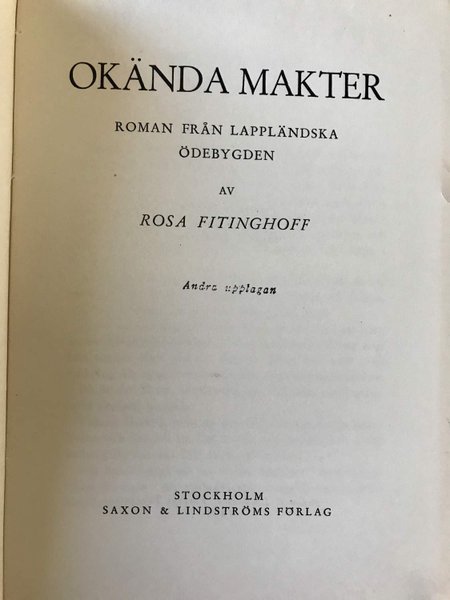 OKÄNDA MAKTER
ROMAN FRÅN LAPPLÄNDSKA
ÖDEBYGDEN
AV
ROSA FITINGHOFF
Andra upplagan
STOCKHOLM
SAXON & LINDSTRÖMS FÖRLAG